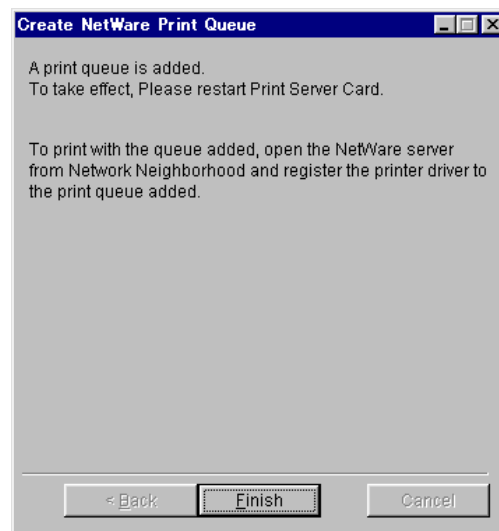 Create NetWare Print Queue
A print queue is added.
To take effect, Please restart Print Server Card.
To print with the queue added, open the NetWare server
from Network Neighborhood and register the printer driver to
the print queue added.
< Back
Finish
Cancel